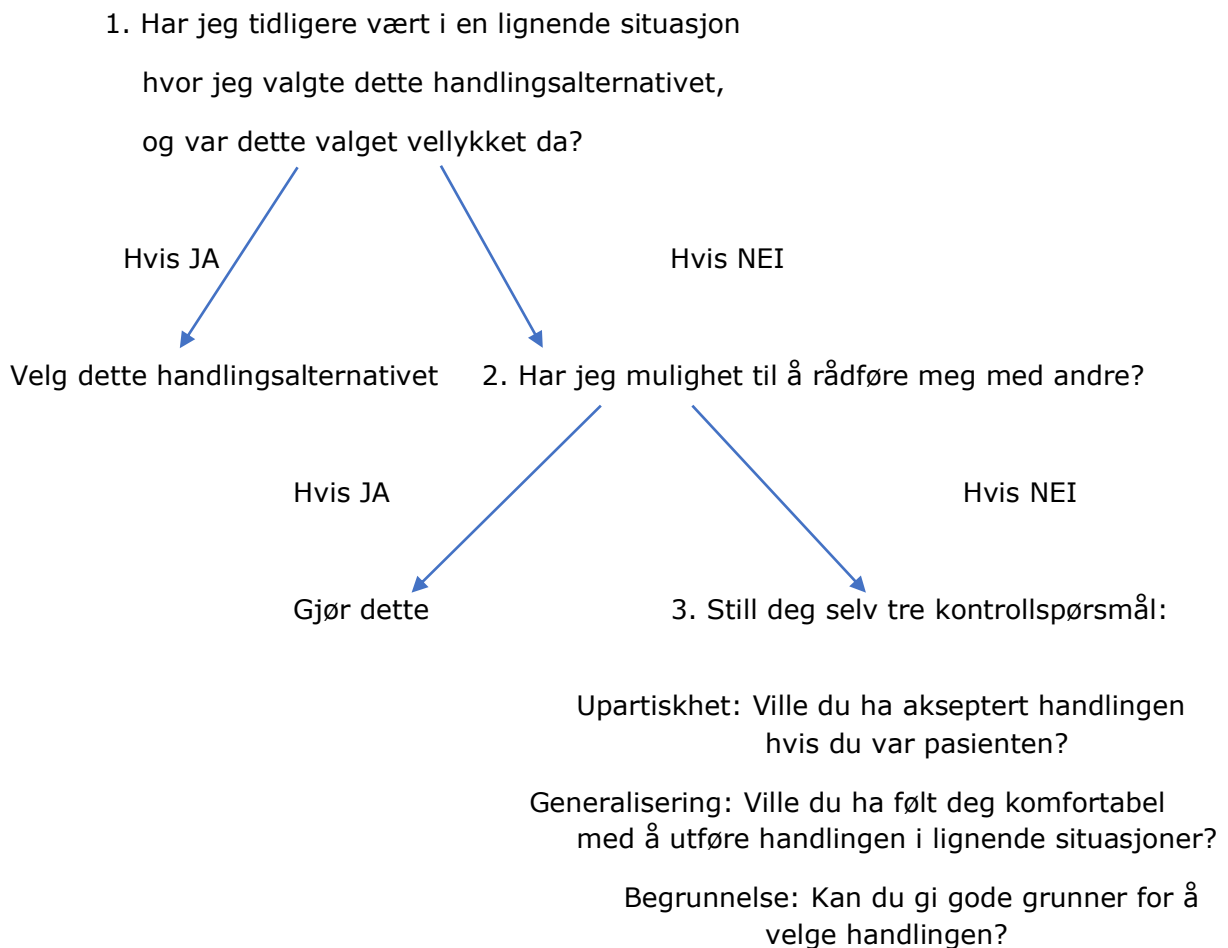 1. Har jeg tidligere vært i en lignende situasjon
hvor jeg valgte dette handlingsalternativet,
og var dette valget vellykket da?
Hvis JA
Hvis NEI
Velg dette handlingsalternativet
2. Har jeg mulighet til å rådføre meg med andre?
Hvis JA
Hvis NEI
Gjør dette
3. Still deg selv tre kontrollspørsmål:
Upartiskhet: Ville du ha akseptert handlingen
hvis du var pasienten?
Generalisering: Ville du ha følt deg komfortabel
med å utføre handlingen i lignende situasjoner?
Begrunnelse: Kan du gi gode grunner for å
velge handlingen?